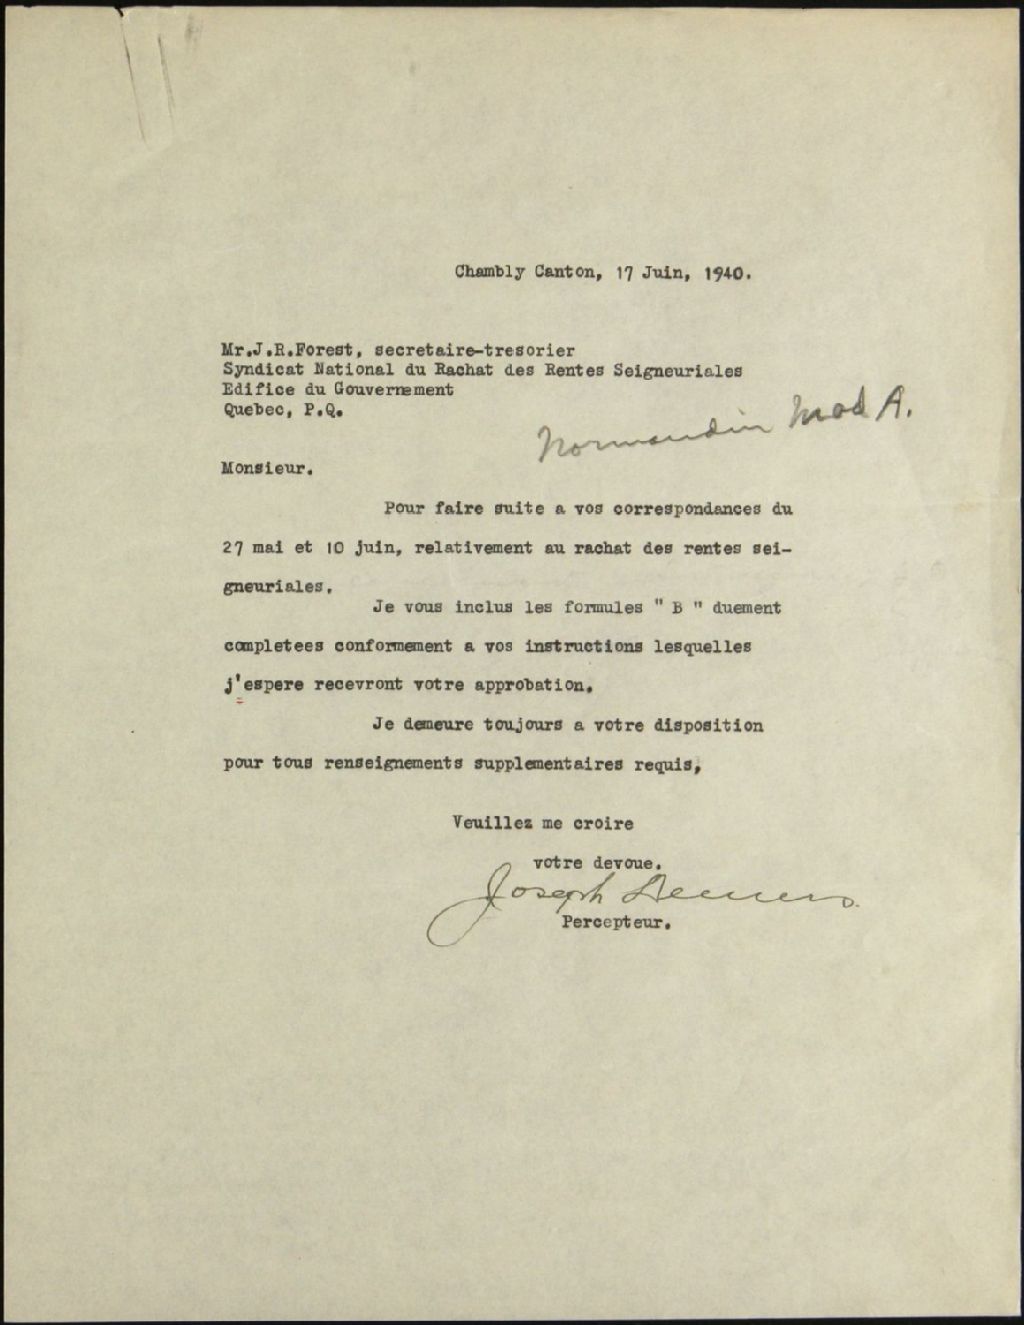 Chambly Canton, 17 Juin, 1940.
Mr.J.R.Forest, secretaire-tresorier
Syndicat National du Rachat des Rentes Seigneuriales
Edifice du Gouvernement
Quebec, P.Q.
Normandin Mod A.
Monsieur.
Pour faire suite a vos correspondances du
27 mai et 10 juin, relativement au rachat des rentes sei-
gneuriales.
Je vous inclus les formules " B " duement
completees conformement a vos instructions lesquelles
j'espere recevront votre approbation.
Je demeure toujours a votre disposition
pour tous renseignements supplementaires requis,
Veuillez me croire
votre devoue.
Joseph Demers.
Percepteur.